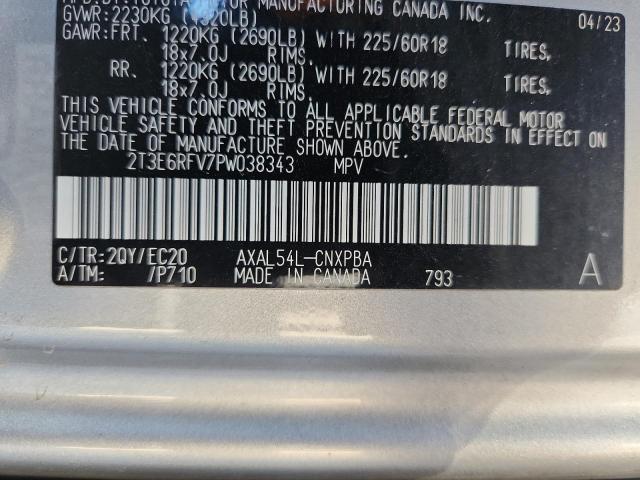 MANUFACTURING CANADA INC.
GVWR: 2230KG 04/23
GAWR:FRT. 1220KG (2690LB) WITH 225/60R18 TIRES,
18x7.0J RIMS,
RR. 1220KG (2690LB) WITH 225/60R18 TIRES,
18x7.0J RIMS.
THIS VEHICLE CONFORMS TO ALL APPLICABLE FEDERAL MOTOR
VEHICLE SAFETY AND THEFT PREVENTION STANDARDS IN EFFECT ON
THE DATE OF MANUFACTURE SHOWN ABOVE.
2T3E6RFV7PW038343 MPV
C/TR:2QY/EC20 AXAL54L-CNXPBA
A/TM: /P710 MADE IN CANADA 793 A